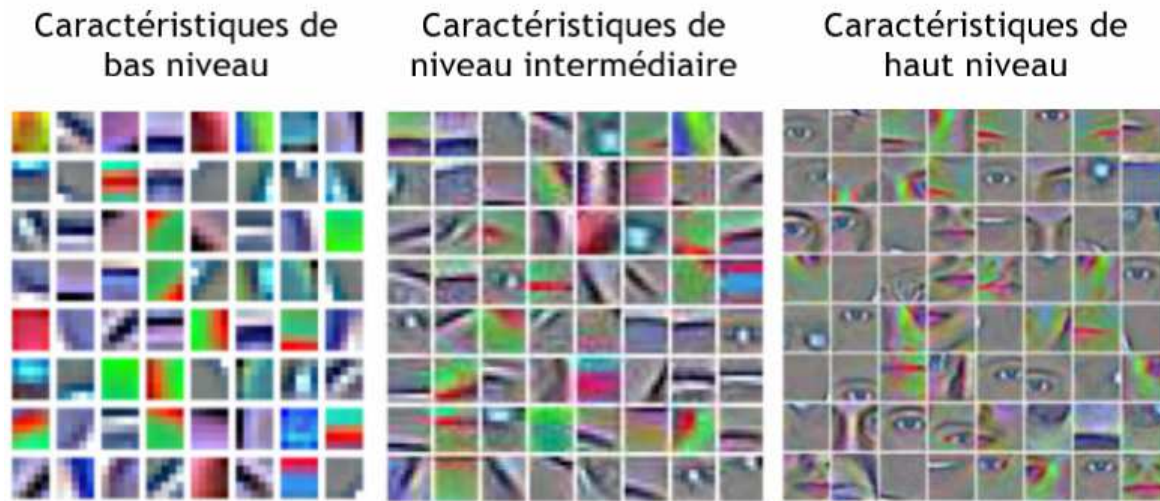 Caractéristiques de
bas niveau
Caractéristiques de
niveau intermédiaire
Caractéristiques de
haut niveau